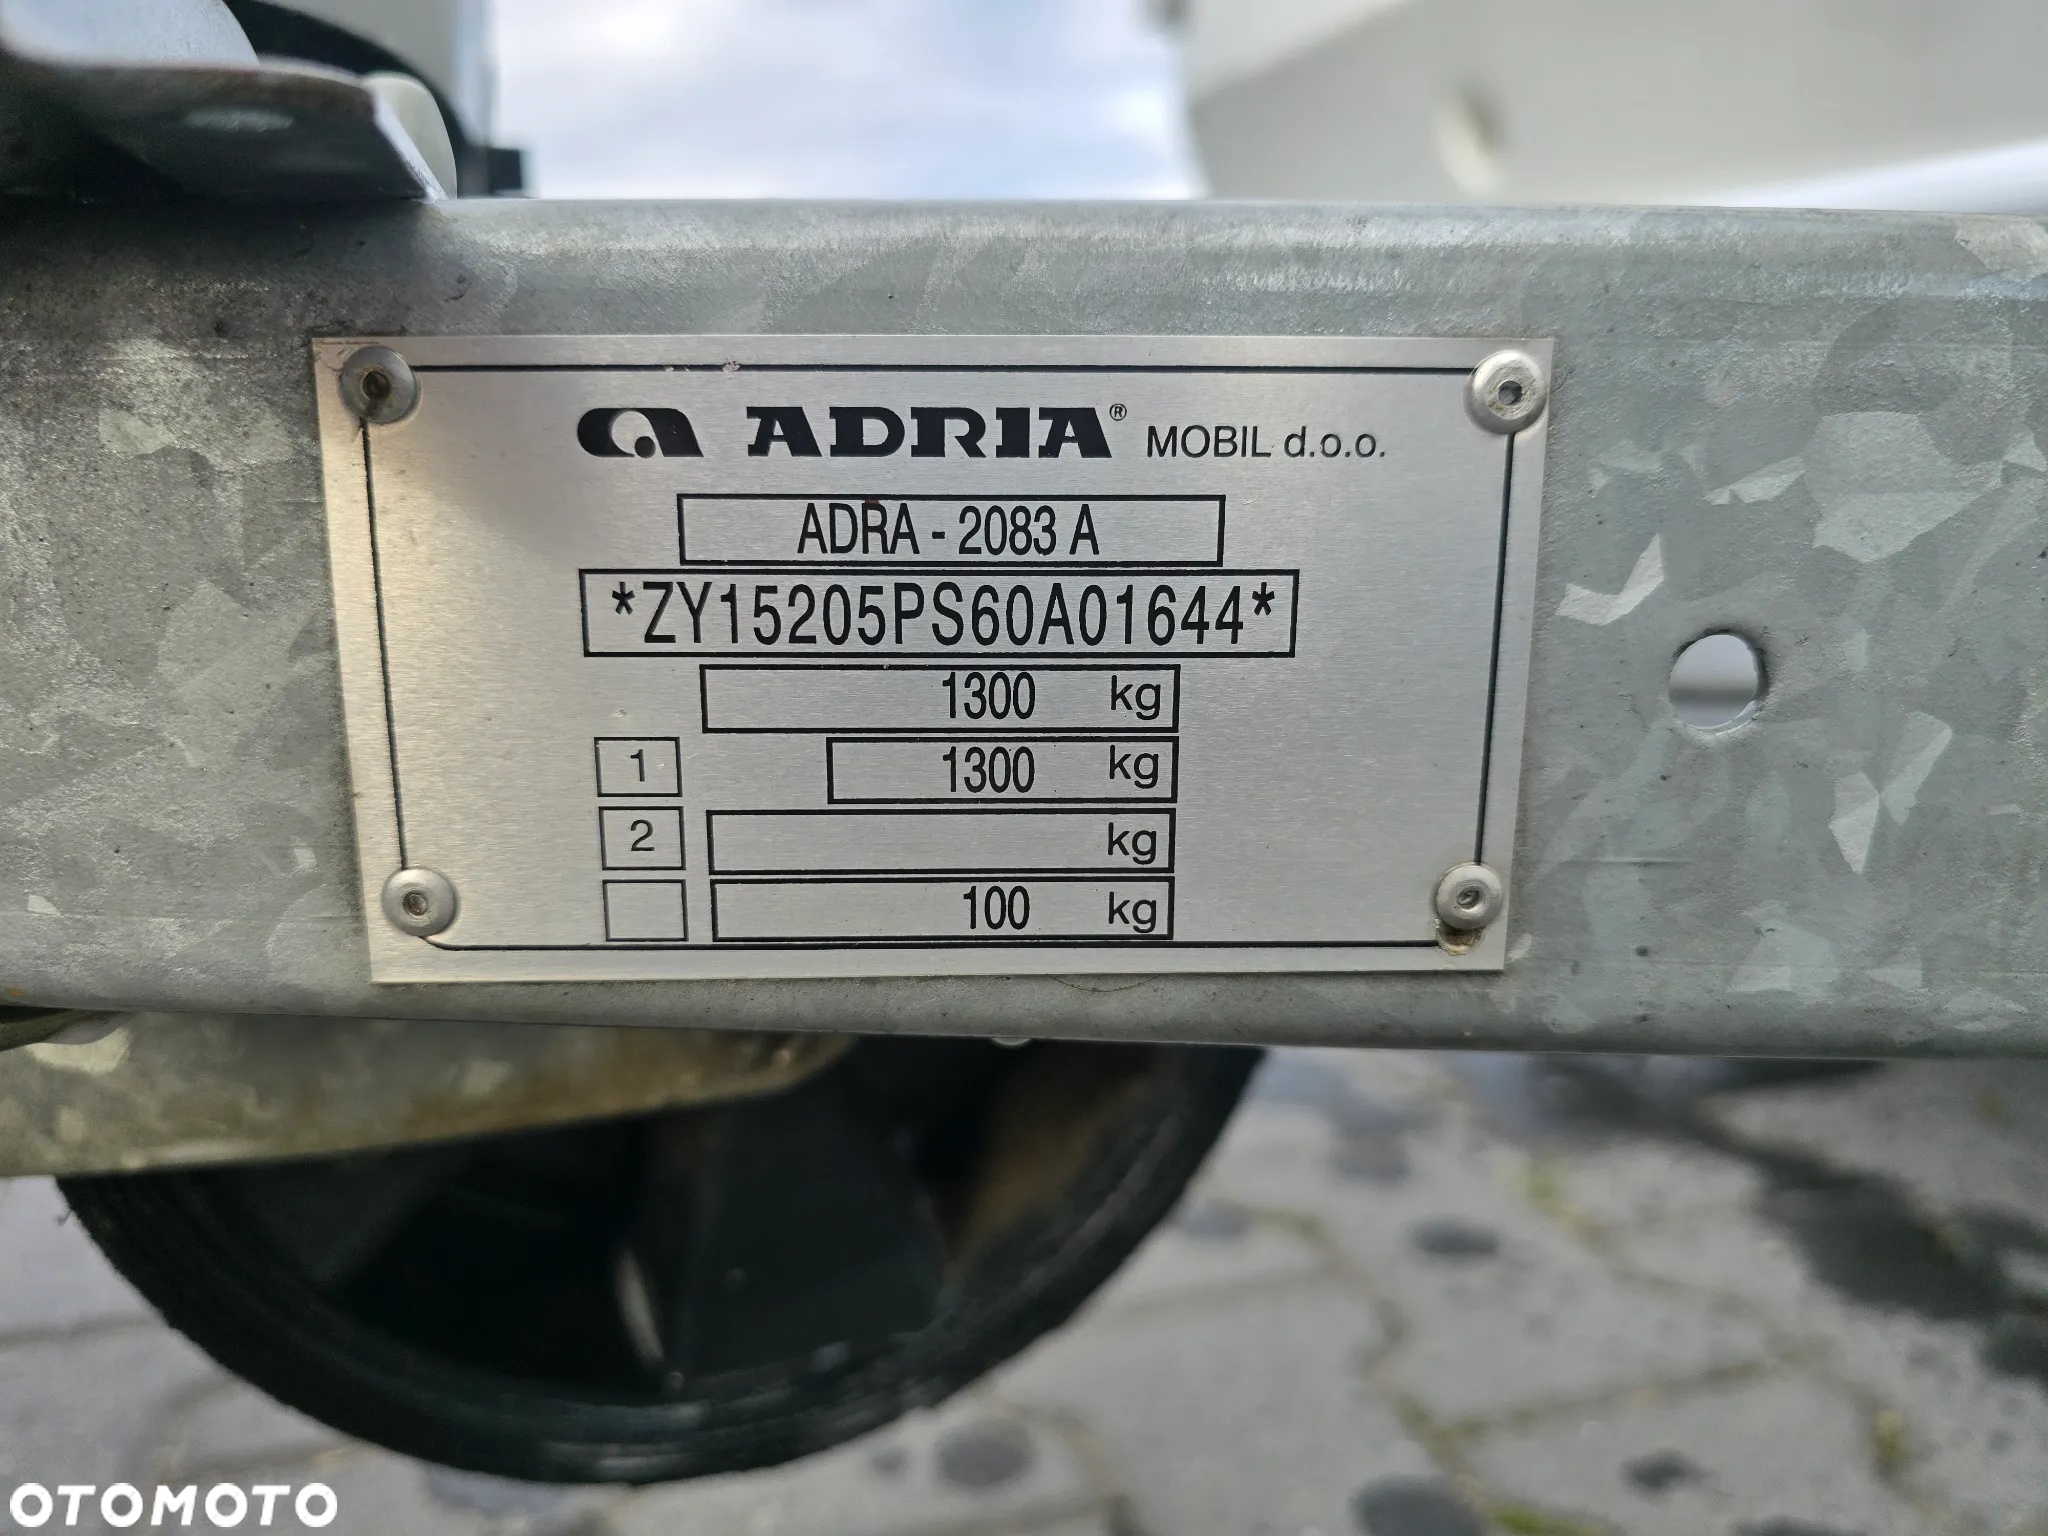 ADRIA® MOBIL d.o.o.
ADRA - 2083 A
*ZY15205PS60A01644*
1300 kg
1 1300 kg
2 kg
100 kg
OTOMOTO